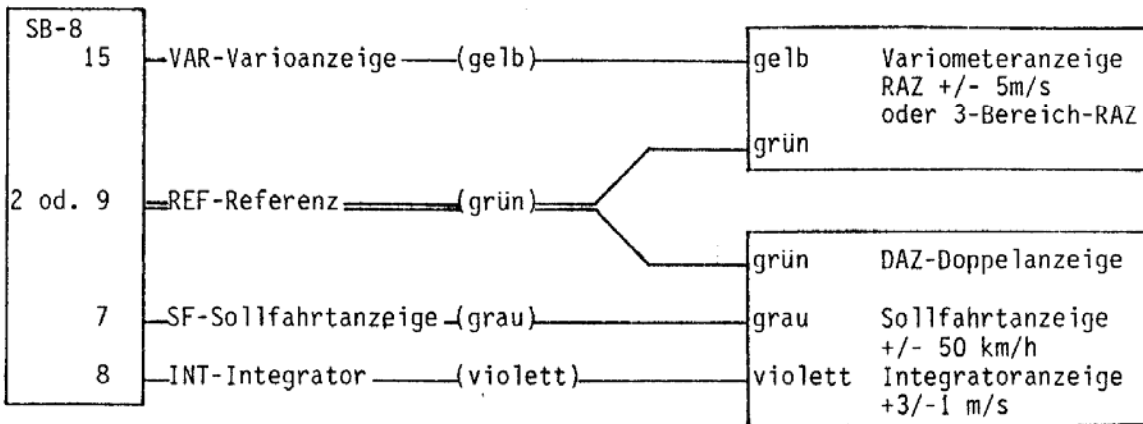 SB-8
15 VAR-Varioanzeige (gelb) gelb Variometeranzeige
RAZ +/- 5m/s
oder 3-Bereich-RAZ
grün
2 od. 9 REF-Referenz (grün)
grün DAZ-Doppelanzeige
7 SF-Sollfahrtanzeige (grau) grau Sollfahrtanzeige
+/- 50 km/h
8 INT-Integrator (violett) violett Integratoranzeige
+3/-1 m/s